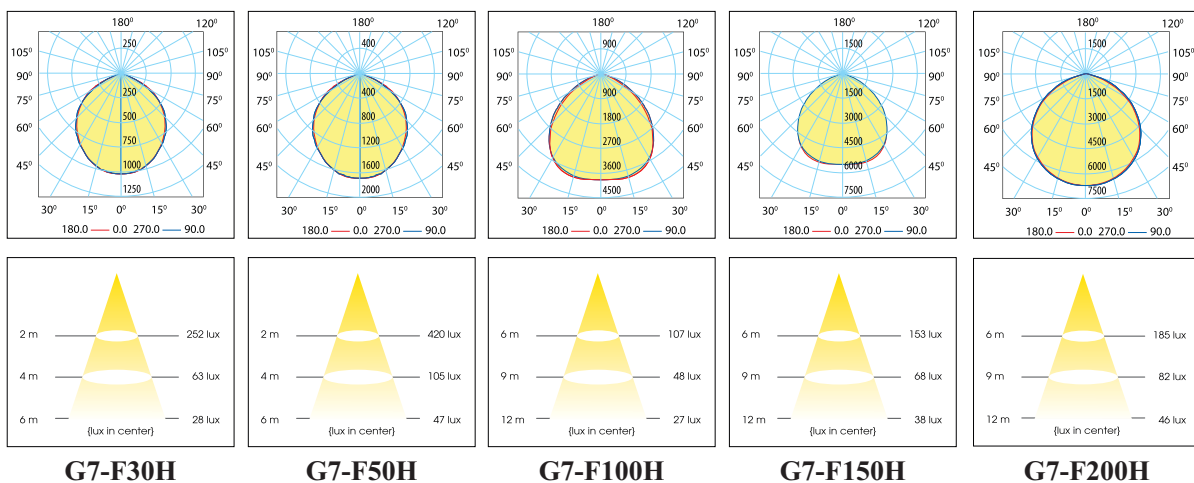 180⁰ 120⁰
105⁰ 250 105⁰
90⁰ 90⁰
75⁰ 250 75⁰
60⁰ 500 60⁰
750
45⁰ 1000 45⁰
1250
30⁰ 15⁰ 0⁰ 15⁰ 30⁰
180.0 0.0 270.0 90.0
180⁰ 120⁰
105⁰ 400 105⁰
90⁰ 90⁰
75⁰ 400 75⁰
60⁰ 800 60⁰
1200
45⁰ 1600 45⁰
2000
30⁰ 15⁰ 0⁰ 15⁰ 30⁰
180.0 0.0 270.0 90.0
180⁰ 120⁰
105⁰ 900 105⁰
90⁰ 90⁰
75⁰ 900 75⁰
60⁰ 1800 60⁰
2700
45⁰ 3600 45⁰
4500
30⁰ 15⁰ 0⁰ 15⁰ 30⁰
180.0 0.0 270.0 90.0
180⁰ 120⁰
105⁰ 1500 105⁰
90⁰ 90⁰
75⁰ 1500 75⁰
60⁰ 3000 60⁰
4500
45⁰ 6000 45⁰
7500
30⁰ 15⁰ 0⁰ 15⁰ 30⁰
180.0 0.0 270.0 90.0
180⁰ 120⁰
105⁰ 1500 105⁰
90⁰ 90⁰
75⁰ 1500 75⁰
60⁰ 3000 60⁰
4500
45⁰ 6000 45⁰
7500
30⁰ 15⁰ 0⁰ 15⁰ 30⁰
180.0 0.0 270.0 90.0
2 m 252 lux
4 m 63 lux
6 m 28 lux
{lux in center}
2 m 420 lux
4 m 105 lux
6 m 47 lux
{lux in center}
6 m 107 lux
9 m 48 lux
12 m 27 lux
{lux in center}
6 m 153 lux
9 m 68 lux
12 m 38 lux
{lux in center}
6 m 185 lux
9 m 82 lux
12 m 46 lux
{lux in center}
G7-F30H G7-F50H G7-F100H G7-F150H G7-F200H